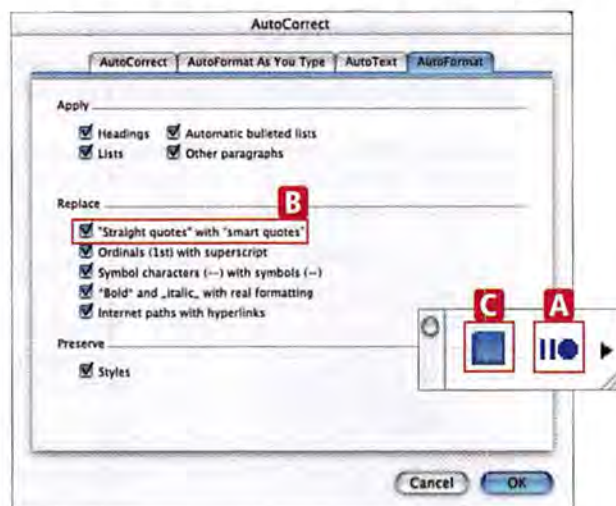 AutoCorrect
AutoCorrect AutoFormat As You Type AutoText AutoFormat
Apply
Headings Automatic bulleted lists
Lists Other paragraphs
Replace
B
"Straight quotes" with “smart quotes”
Ordinals (1st) with superscript
Symbol characters (--) with symbols (—)
*Bold* and _italic_ with real formatting
Internet paths with hyperlinks
C A
Preserve
Styles
Cancel OK